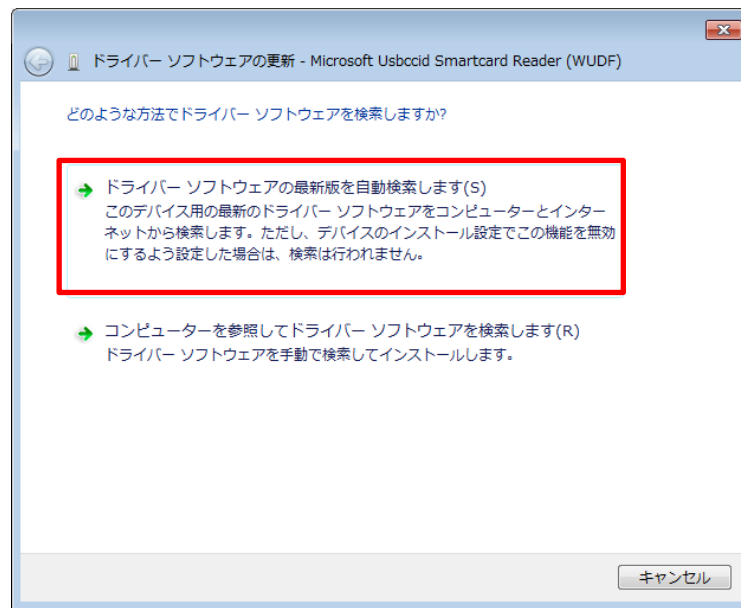 ドライバー ソフトウェアの更新 - Microsoft Usbccid Smartcard Reader (WUDF)
どのような方法でドライバー ソフトウェアを検索しますか?
ドライバー ソフトウェアの最新版を自動検索します(S)
このデバイス用の最新のドライバー ソフトウェアをコンピューターとインター
ネットから検索します。ただし、デバイスのインストール設定でこの機能を無効
にするよう設定した場合は、検索は行われません。
コンピューターを参照してドライバー ソフトウェアを検索します(R)
ドライバー ソフトウェアを手動で検索してインストールします。
キャンセル